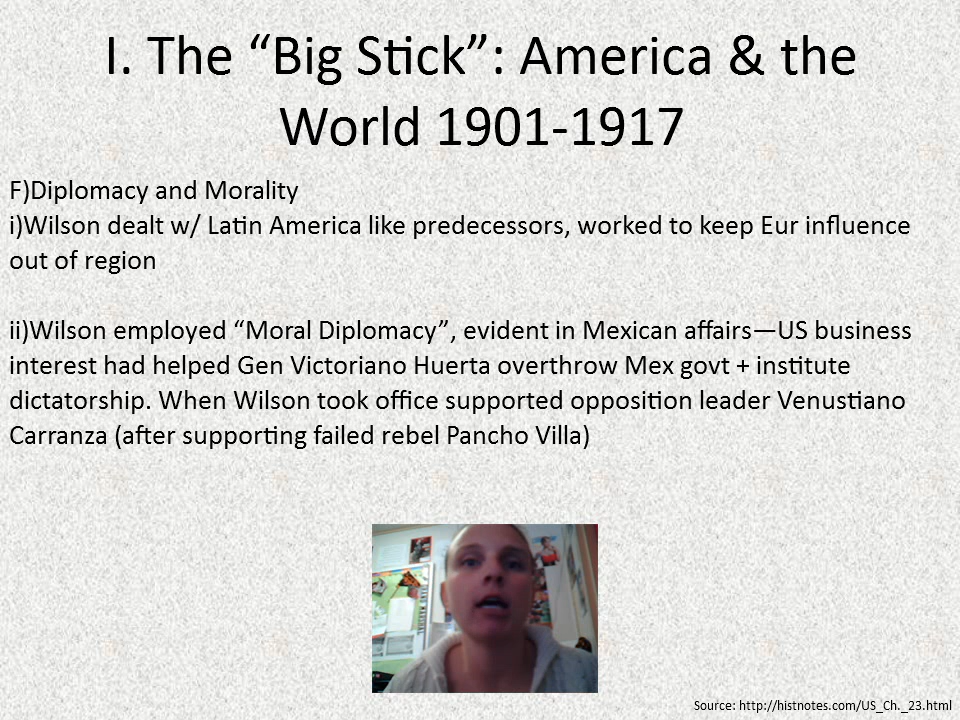 I. The “Big Stick”: America & the
World 1901-1917
F)Diplomacy and Morality
i)Wilson dealt w/ Latin America like predecessors, worked to keep Eur influence
out of region
ii)Wilson employed “Moral Diplomacy”, evident in Mexican affairs—US business
interest had helped Gen Victoriano Huerta overthrow Mex govt + institute
dictatorship. When Wilson took office supported opposition leader Venustiano
Carranza (after supporting failed rebel Pancho Villa)
Source: http://histnotes.com/US_Ch._23.html